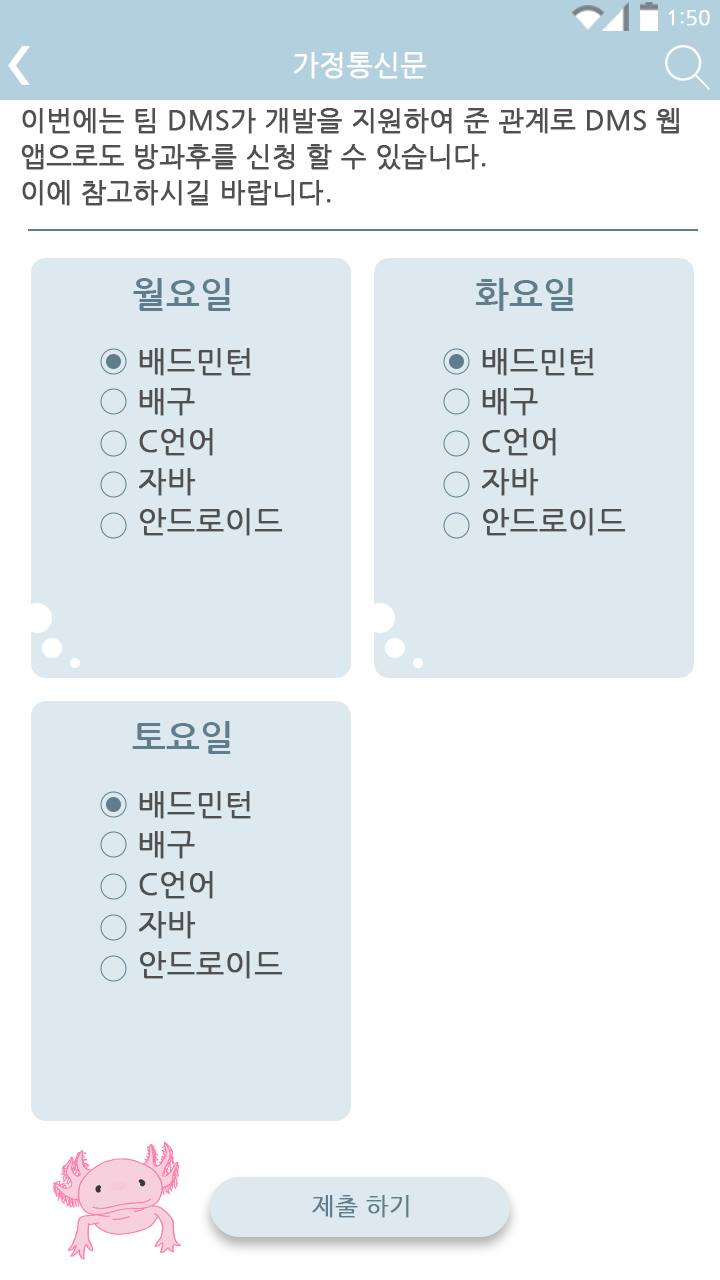 1:50
가정통신문
이번에는 팀 DMS가 개발을 지원하여 준 관계로 DMS 웹
앱으로도 방과후를 신청 할 수 있습니다.
이에 참고하시길 바랍니다.
월요일
배드민턴
배구
C언어
자바
안드로이드
화요일
배드민턴
배구
C언어
자바
안드로이드
토요일
배드민턴
배구
C언어
자바
안드로이드
제출 하기